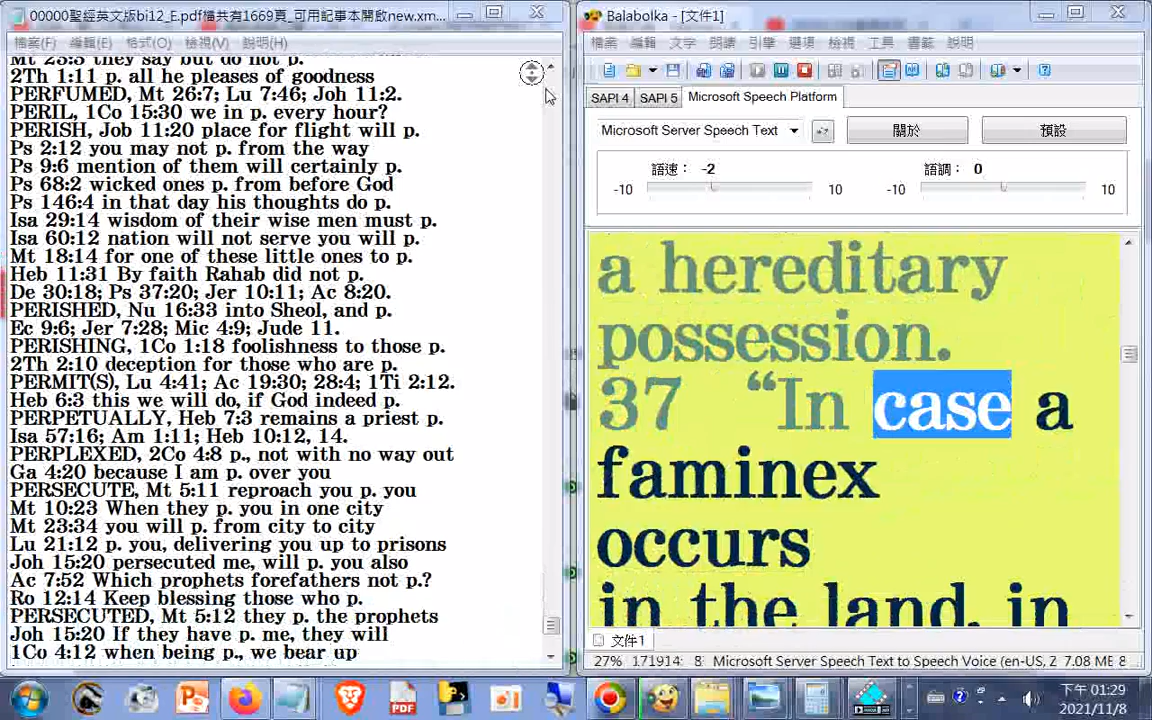 00000聖經英文版bi12_E.pdf檔共有1669頁_可用記事本開啟new.xm...
檔案(F) 編輯(E) 格式(O) 檢視(V) 說明(H)
Mt 23:3 they say but do not p.
2Th 1:11 p. all he pleases of goodness
PERFUMED, Mt 26:7; Lu 7:46; Joh 11:2.
PERIL, 1Co 15:30 we in p. every hour?
PERISH, Job 11:20 place for flight will p.
Ps 2:12 you may not p. from the way
Ps 9:6 mention of them will certainly p.
Ps 68:2 wicked ones p. from before God
Ps 146:4 in that day his thoughts do p.
Isa 29:14 wisdom of their wise men must p.
Isa 60:12 nation will not serve you will p.
Mt 18:14 for one of these little ones to p.
Heb 11:31 By faith Rahab did not p.
De 30:18; Ps 37:20; Jer 10:11; Ac 8:20.
PERISHED, Nu 16:33 into Sheol, and p.
Ec 9:6; Jer 7:28; Mic 4:9; Jude 11.
PERISHING, 1Co 1:18 foolishness to those p.
2Th 2:10 deception for those who are p.
PERMIT(S), Lu 4:41; Ac 19:30; 28:4; 1Ti 2:12.
Heb 6:3 this we will do, if God indeed p.
PERPETUALLY, Heb 7:3 remains a priest p.
Isa 57:16; Am 1:11; Heb 10:12, 14.
PERPLEXED, 2Co 4:8 p., not with no way out
Ga 4:20 because I am p. over you
PERSECUTE, Mt 5:11 reproach you p. you
Mt 10:23 When they p. you in one city
Mt 23:34 you will p. from city to city
Lu 21:12 p. you, delivering you up to prisons
Joh 15:20 persecuted me, will p. you also
Ac 7:52 Which prophets forefathers not p.?
Ro 12:14 Keep blessing those who p.
PERSECUTED, Mt 5:12 they p. the prophets
Joh 15:20 If they have p. me, they will
1Co 4:12 when being p., we bear up
Balabolka - [文件1]
檔案 編輯 文字 朗讀 引擎 選項 檢視 工具 書籤 說明
SAPI 4 SAPI 5 Microsoft Speech Platform
Microsoft Server Speech Text 關於 預設
語速： -2 語調： 0
-10 10 -10 10
a hereditary
possession.
37 “In case a
faminex
occurs
in the land, in
文件1
27% 171914: 8 Microsoft Server Speech Text to Speech Voice (en-US, 2 7.08 MB 8
PDF
下午 01:29
2021/11/8